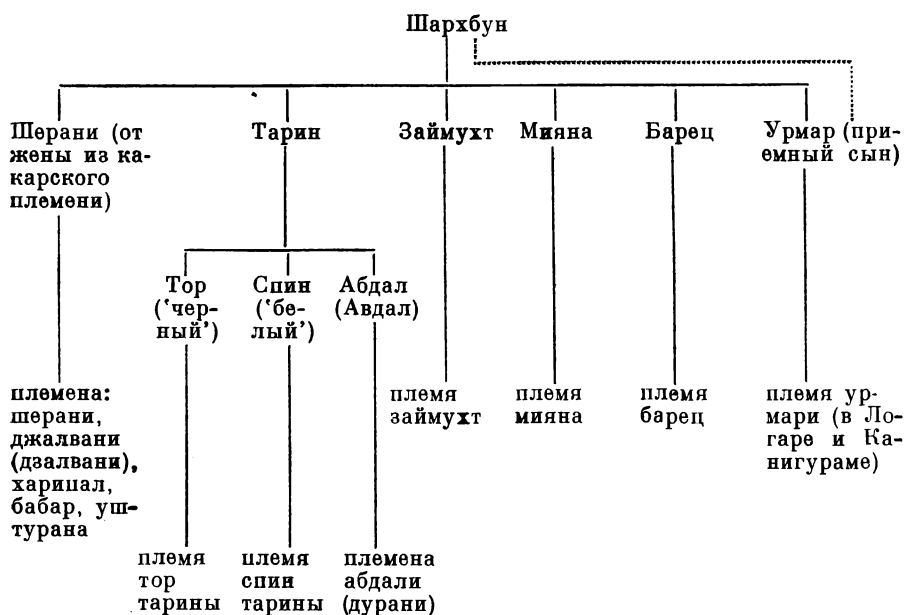 Шархбун
Шерани (от
жены из ка-
карского
племени)
Тарин
Займухт
Мияна
Барец
Урмар (при-
емный сын)
Тор
(‘чер-
ный’)
Спин
(‘бе-
лый’)
Абдал
(Авдал)
племена:
шерани,
джалвани
(дзалвани),
харипал,
бабар, уш-
турана
племя
займухт
племя
мияна
племя
барец
племя ур-
мари (в Ло-
гаре и Ка-
нигураме)
племя
тор
тарины
племя
спин
тарины
племена
абдали
(дурани)